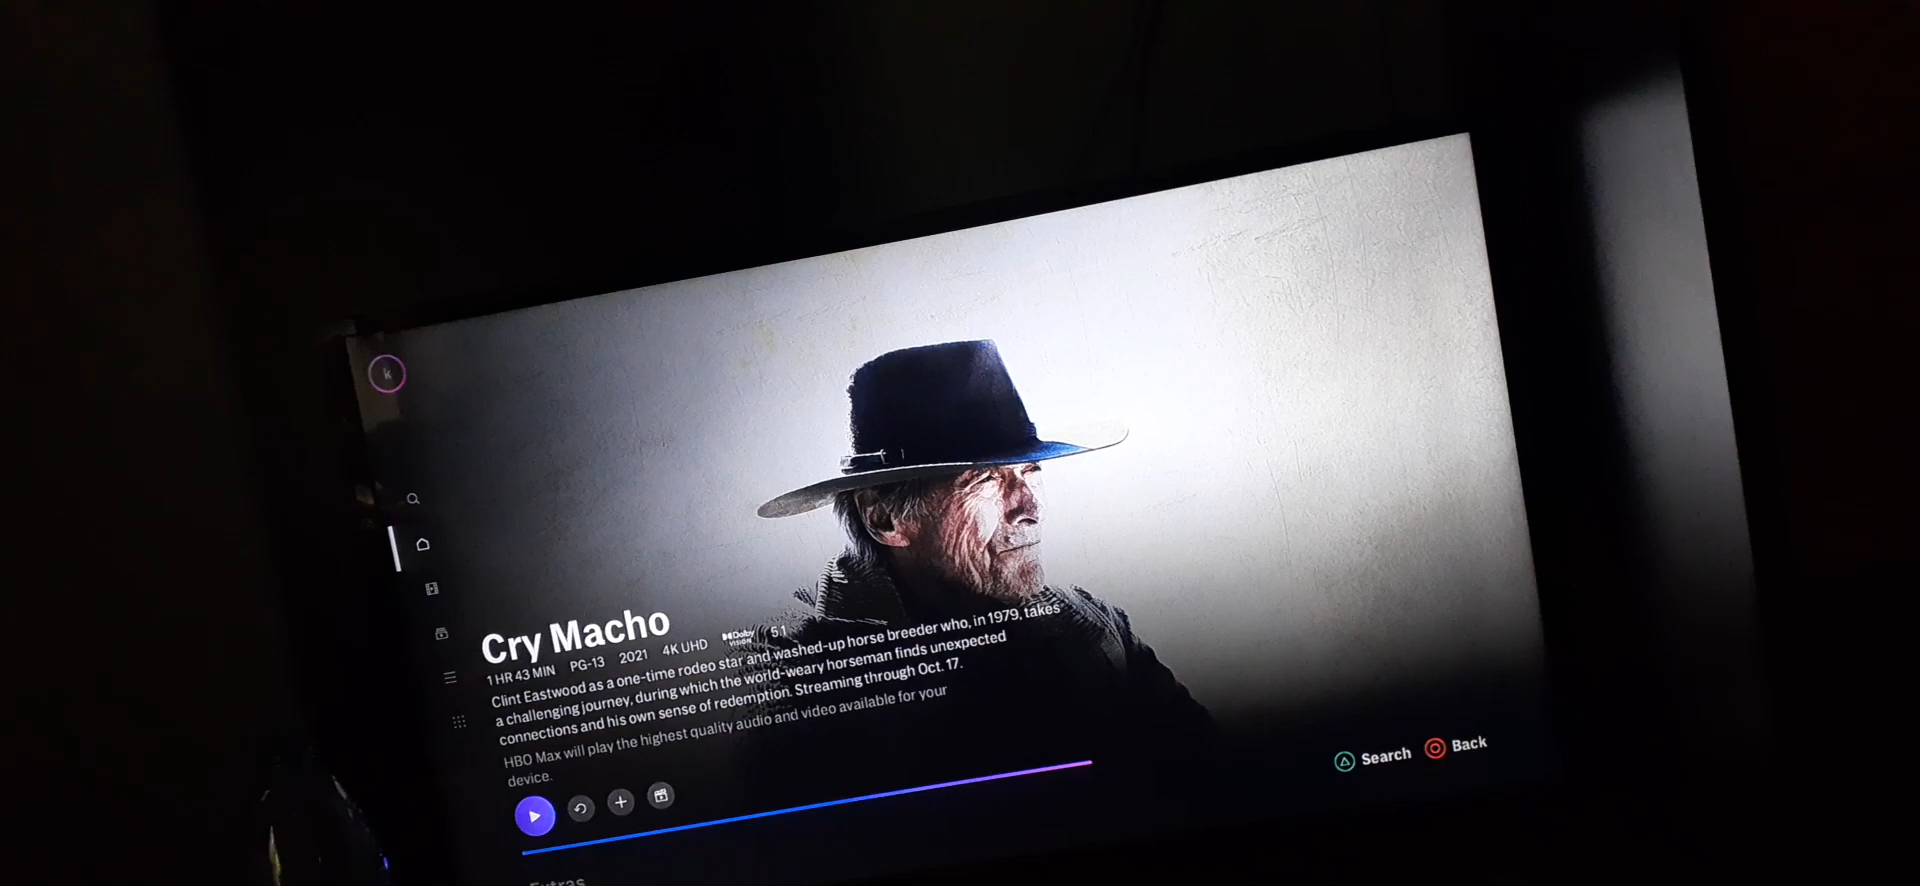 k
Cry Macho
1 HR 43 MIN PG-13 2021 4K UHD Dolby VISION 5.1
Clint Eastwood as a one-time rodeo star and washed-up horse breeder who, in 1979, takes
a challenging journey, during which the world-weary horseman finds unexpected
connections and his own sense of redemption. Streaming through Oct. 17.
HBO Max will play the highest quality audio and video available for your
device.
Search Back
Extras